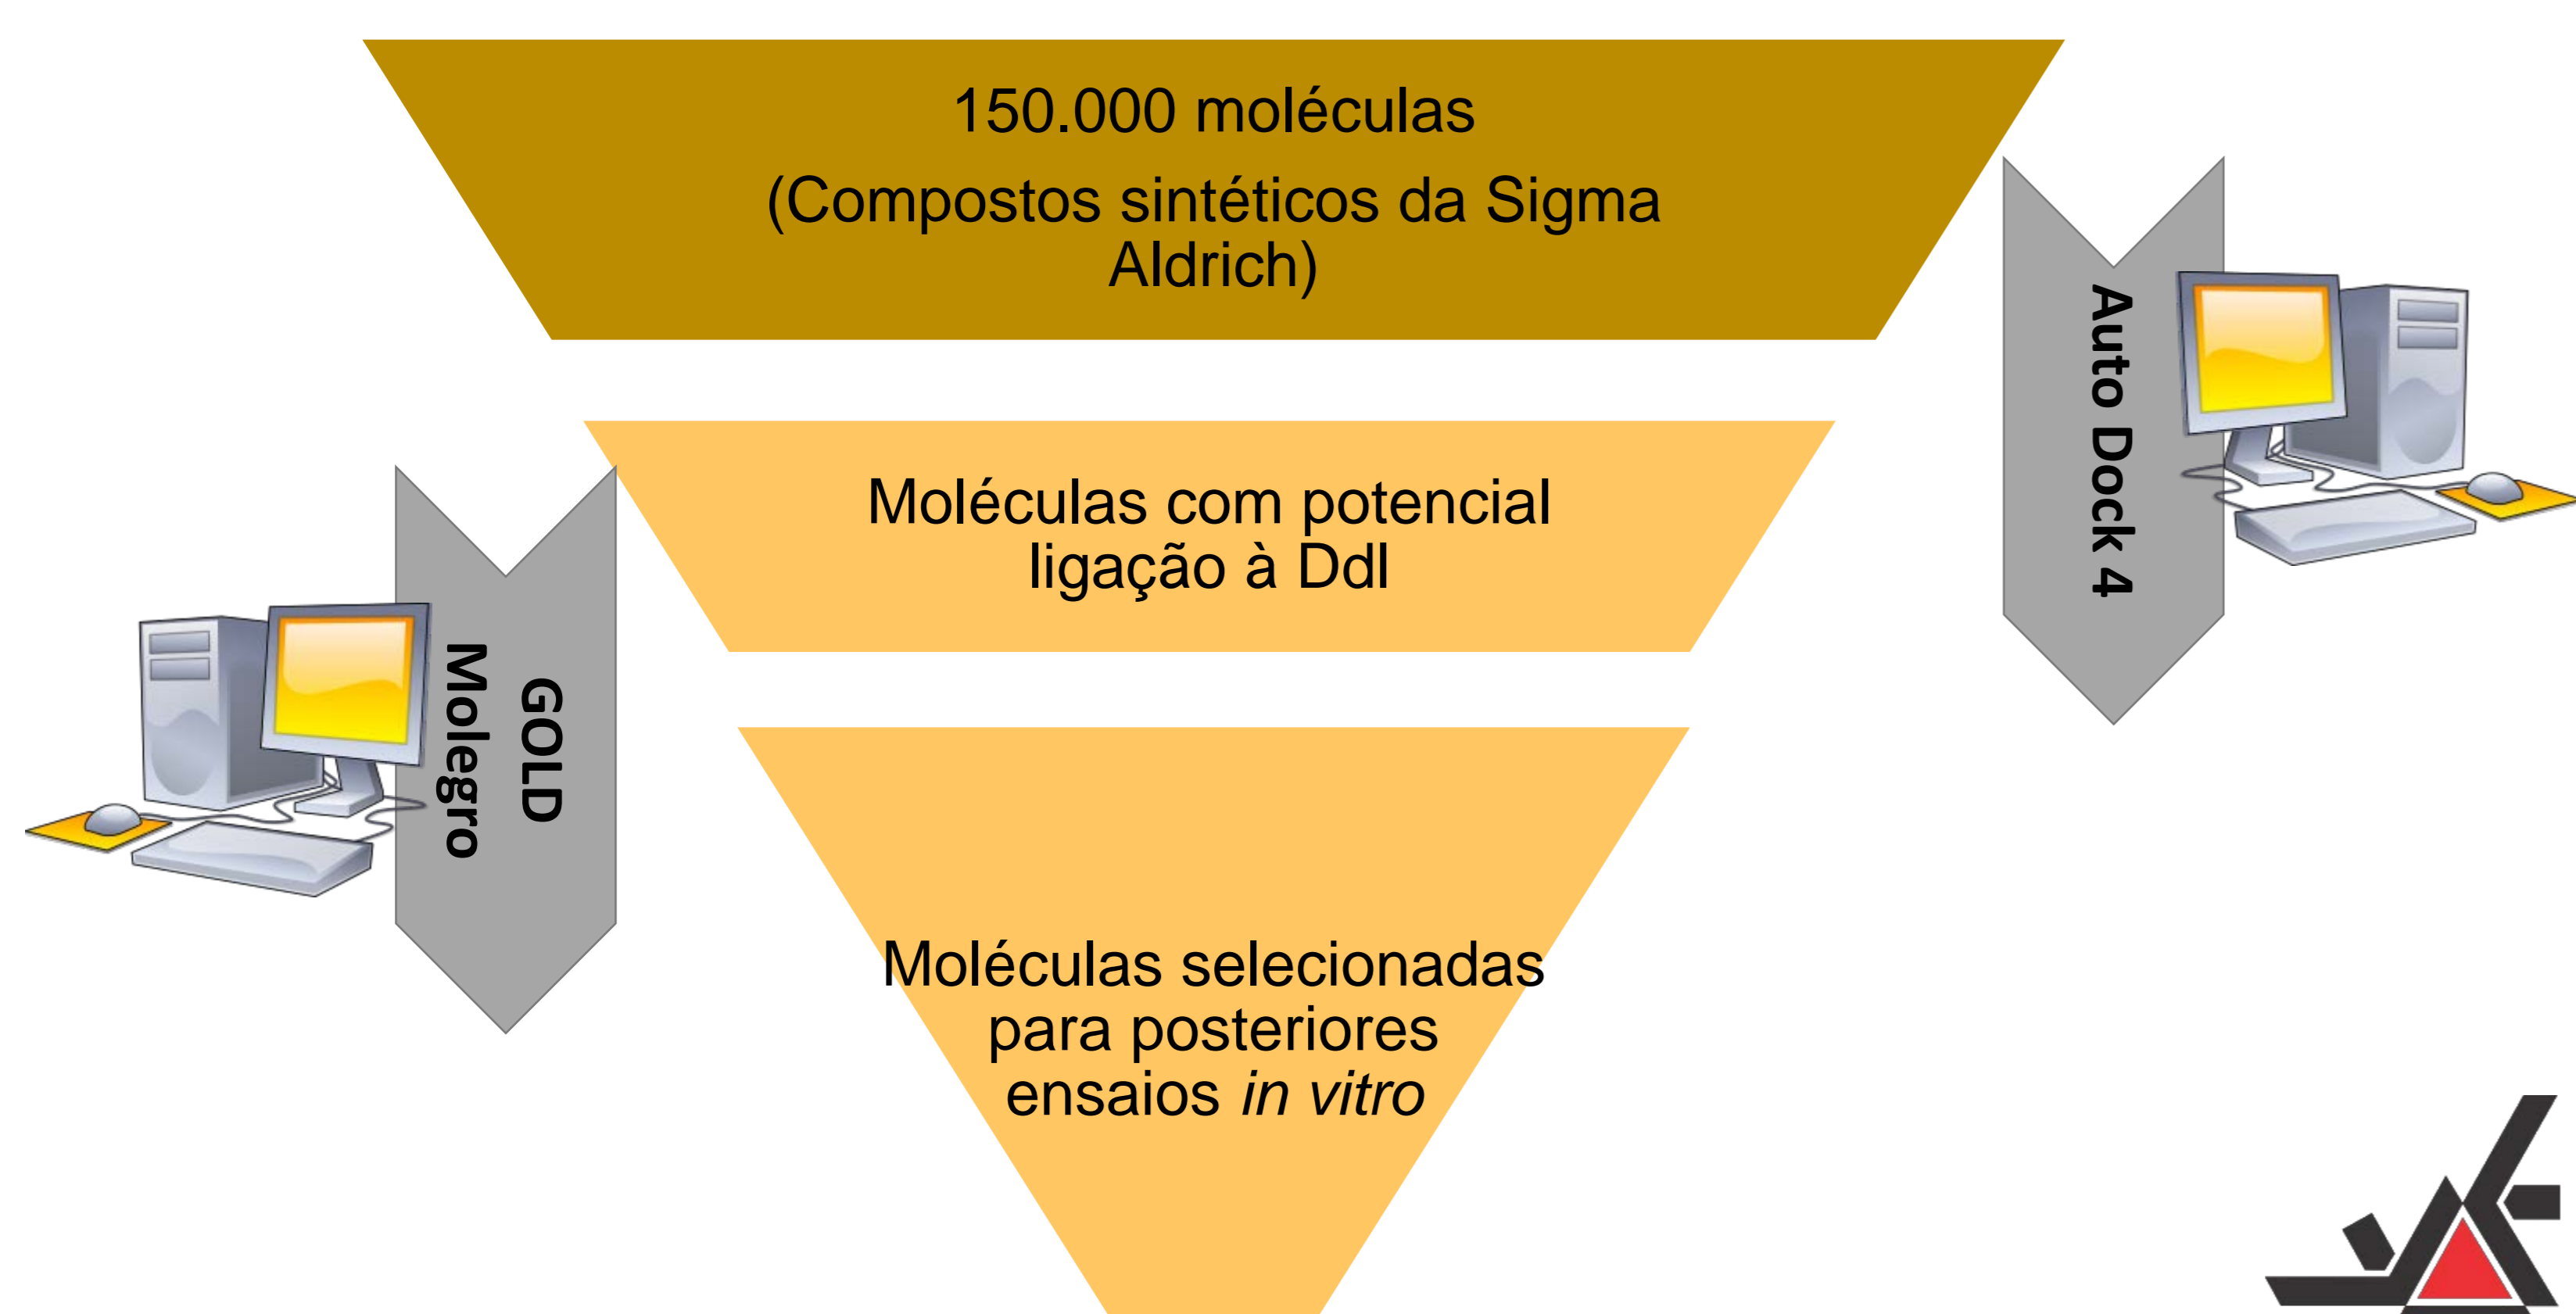 150.000 moléculas
(Compostos sintéticos da Sigma
Aldrich)
Auto Dock 4
Moléculas com potencial
ligação à Ddl
GOLD
Molegro
Moléculas selecionadas
para posteriores
ensaios in vitro